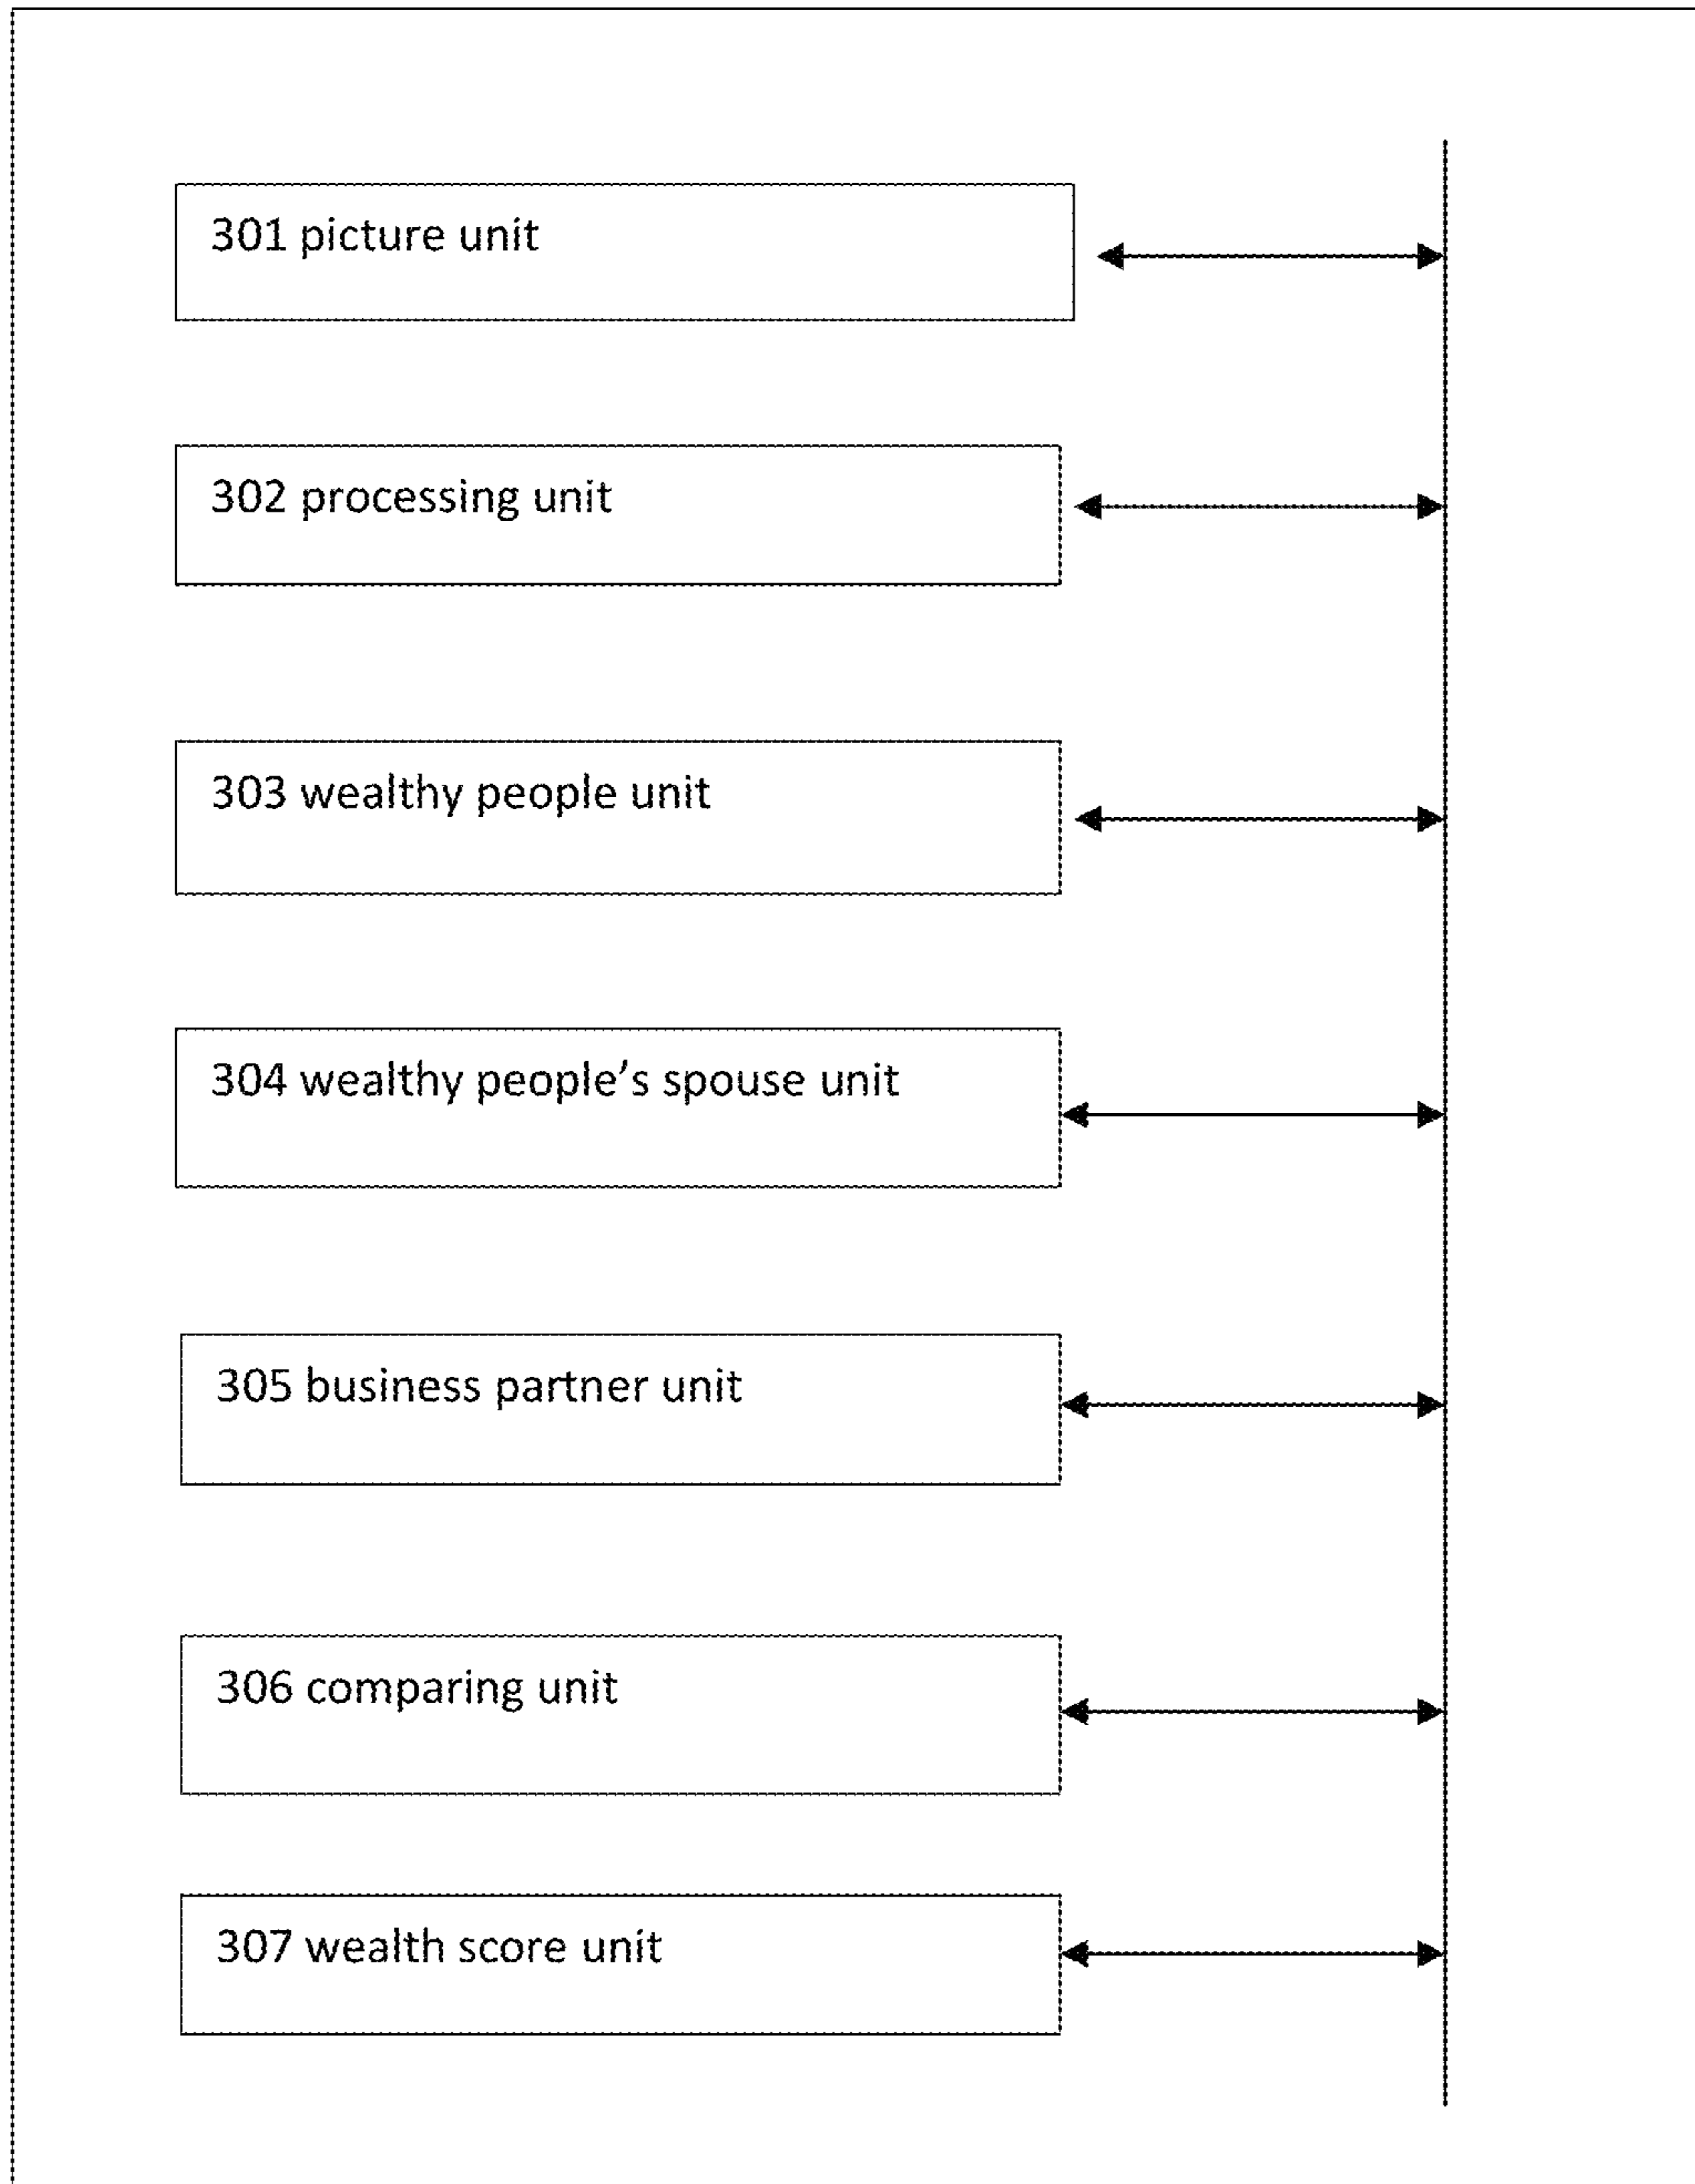 301 picture unit
302 processing unit
303 wealthy people unit
304 wealthy people’s spouse unit
305 business partner unit
306 comparing unit
307 wealth score unit